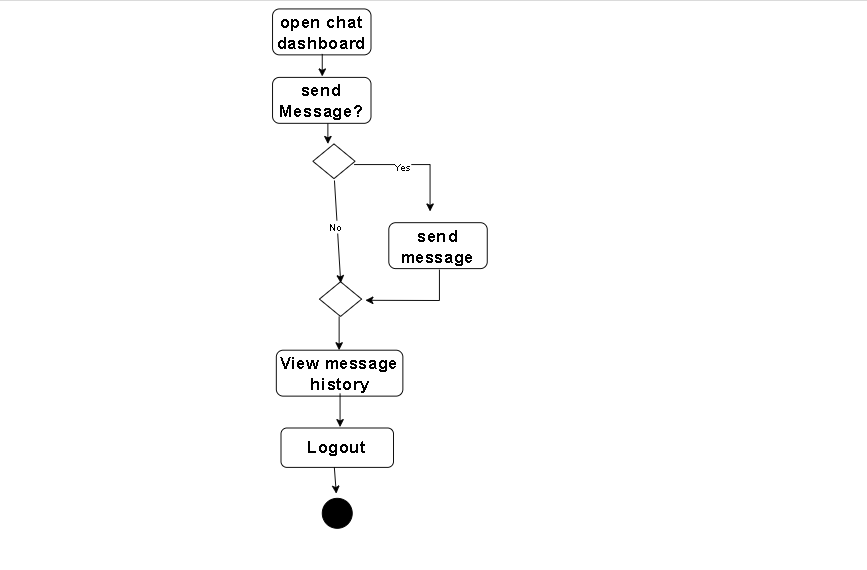 open chat
dashboard
send
Message?
Yes
No
send
message
View message
history
Logout